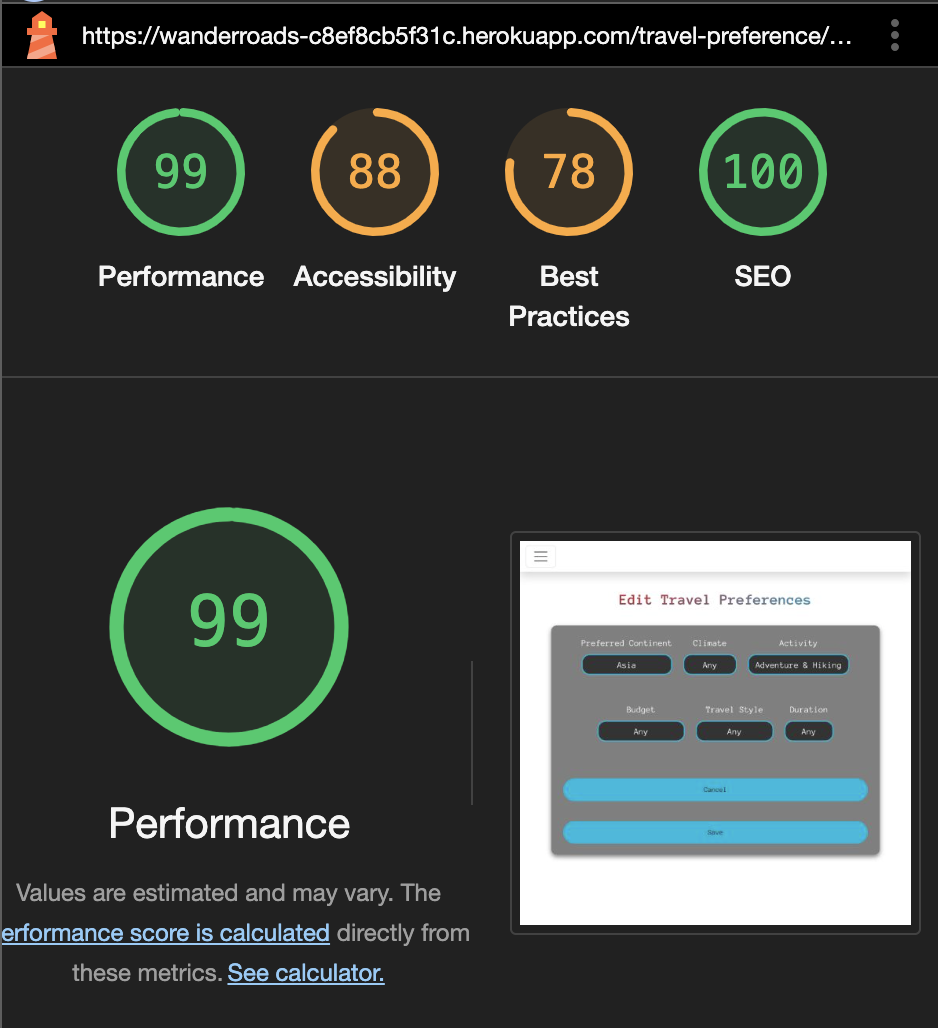 https://wanderroads-c8ef8cb5f31c.herokuapp.com/travel-preference/...
99
88
78
100
Performance
Accessibility
Best
Practices
SEO
99
Performance
Values are estimated and may vary. The
erformance score is calculated directly from
these metrics. See calculator.
Edit Travel Preferences
Preferred Continent Climate Activity
Asia Any Adventure & Hiking
Budget Travel Style Duration
Any Any Any
Cancel
Save